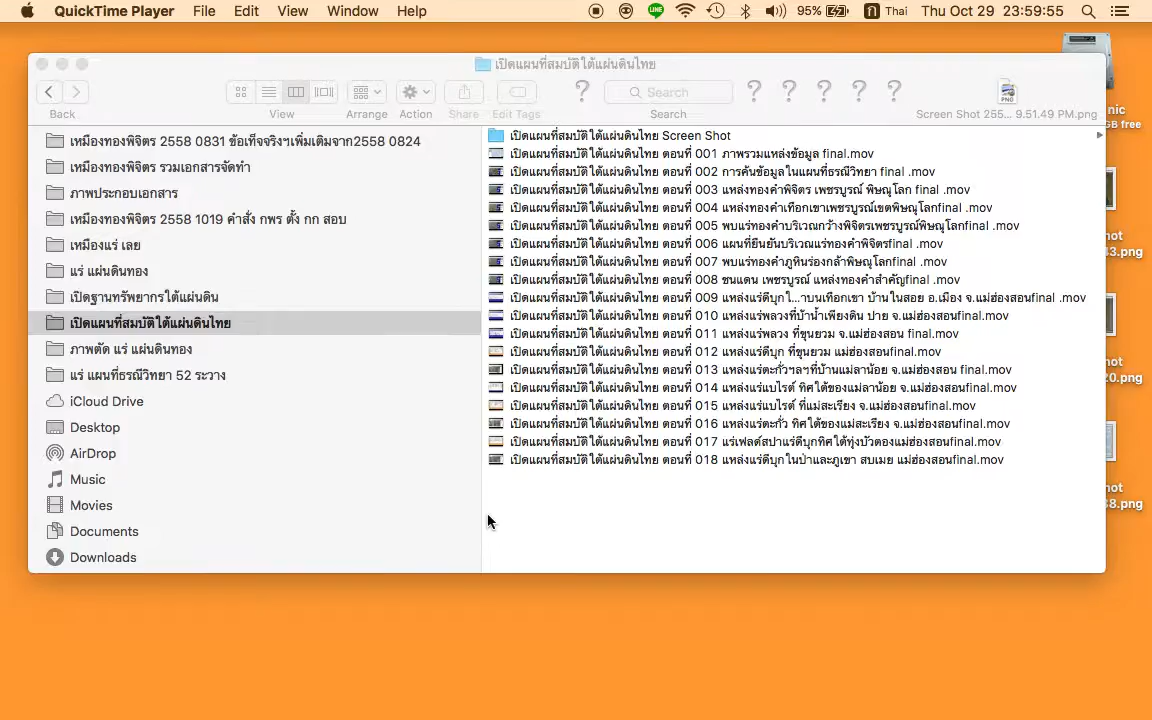 QuickTime Player File Edit View Window Help LINE 95% ก Thai Thu Oct 29 23:59:55
เปิดแผนที่สมบัติใต้แผ่นดินไทย
Search
Back View Arrange Action Share Edit Tags Search Screen Shot 255... 9.51.49 PM.png
PNG
nic
GB free
เหมืองทองพิจิตร 2558 0831 ข้อเท็จจริงฯเพิ่มเติมจาก2558 0824
เหมืองทองพิจิตร รวมเอกสารจัดทำ
ภาพประกอบเอกสาร
เหมืองทองพิจิตร 2558 1019 คำสั่ง กพร ตั้ง กก สอบ
เหมืองแร่ เลย
แร่ แผ่นดินทอง
เปิดฐานทรัพยากรใต้แผ่นดิน
เปิดแผนที่สมบัติใต้แผ่นดินไทย
ภาพตัด แร่ แผ่นดินทอง
แร่ แผนที่ธรณีวิทยา 52 ระวาง
iCloud Drive
Desktop
AirDrop
Music
Movies
Documents
Downloads
เปิดแผนที่สมบัติใต้แผ่นดินไทย Screen Shot
เปิดแผนที่สมบัติใต้แผ่นดินไทย ตอนที่ 001 ภาพรวมแหล่งข้อมูล final.mov
เปิดแผนที่สมบัติใต้แผ่นดินไทย ตอนที่ 002 การค้นข้อมูลในแผนที่ธรณีวิทยา final .mov
เปิดแผนที่สมบัติใต้แผ่นดินไทย ตอนที่ 003 แหล่งทองคำพิจิตร เพชรบูรณ์ พิษณุโลก final .mov
เปิดแผนที่สมบัติใต้แผ่นดินไทย ตอนที่ 004 แหล่งทองคำเทือกเขาเพชรบูรณ์เขตพิษณุโลกfinal .mov
เปิดแผนที่สมบัติใต้แผ่นดินไทย ตอนที่ 005 พบแร่ทองคำบริเวณกว้างพิจิตรเพชรบูรณ์พิษณุโลกfinal .mov
เปิดแผนที่สมบัติใต้แผ่นดินไทย ตอนที่ 006 แผนที่ยืนยันบริเวณแร่ทองคำพิจิตรfinal .mov
เปิดแผนที่สมบัติใต้แผ่นดินไทย ตอนที่ 007 พบแร่ทองคำภูหินร่องกล้าพิษณุโลกfinal .mov
เปิดแผนที่สมบัติใต้แผ่นดินไทย ตอนที่ 008 ชนแดน เพชรบูรณ์ แหล่งทองคำสำคัญfinal .mov
เปิดแผนที่สมบัติใต้แผ่นดินไทย ตอนที่ 009 แหล่งแร่ดีบุกใ...าบนเทือกเขา บ้านในสอย อ.เมือง จ.แม่ฮ่องสอนfinal .mov
เปิดแผนที่สมบัติใต้แผ่นดินไทย ตอนที่ 010 แหล่งแร่พลวงที่บ้าน้ำเพียงดิน ปาย จ.แม่ฮ่องสอนfinal.mov
เปิดแผนที่สมบัติใต้แผ่นดินไทย ตอนที่ 011 แหล่งแร่พลวง ที่ขุนยวม จ.แม่ฮ่องสอน final.mov
เปิดแผนที่สมบัติใต้แผ่นดินไทย ตอนที่ 012 แหล่งแร่ดีบุก ที่ขุนยวม แม่ฮ่องสอนfinal.mov
เปิดแผนที่สมบัติใต้แผ่นดินไทย ตอนที่ 013 แหล่งแร่ตะกั่วฯลฯที่บ้านแม่ลาน้อย จ.แม่ฮ่องสอน final.mov
เปิดแผนที่สมบัติใต้แผ่นดินไทย ตอนที่ 014 แหล่งแร่แบไรต์ ทิศใต้ของแม่ลาน้อย จ.แม่ฮ่องสอนfinal.mov
เปิดแผนที่สมบัติใต้แผ่นดินไทย ตอนที่ 015 แหล่งแร่แบไรต์ ที่แม่สะเรียง จ.แม่ฮ่องสอนfinal.mov
เปิดแผนที่สมบัติใต้แผ่นดินไทย ตอนที่ 016 แหล่งแร่ตะกั่ว ทิศใต้ของแม่สะเรียง จ.แม่ฮ่องสอนfinal.mov
เปิดแผนที่สมบัติใต้แผ่นดินไทย ตอนที่ 017 แร่เฟลด์สปาแร่ดีบุกทิศใต้ทุ่งบัวตองแม่ฮ่องสอนfinal.mov
เปิดแผนที่สมบัติใต้แผ่นดินไทย ตอนที่ 018 แหล่งแร่ดีบุกในป่าและภูเขา สบเมย แม่ฮ่องสอนfinal.mov
hot
43.png
hot
20.png
hot
38.png